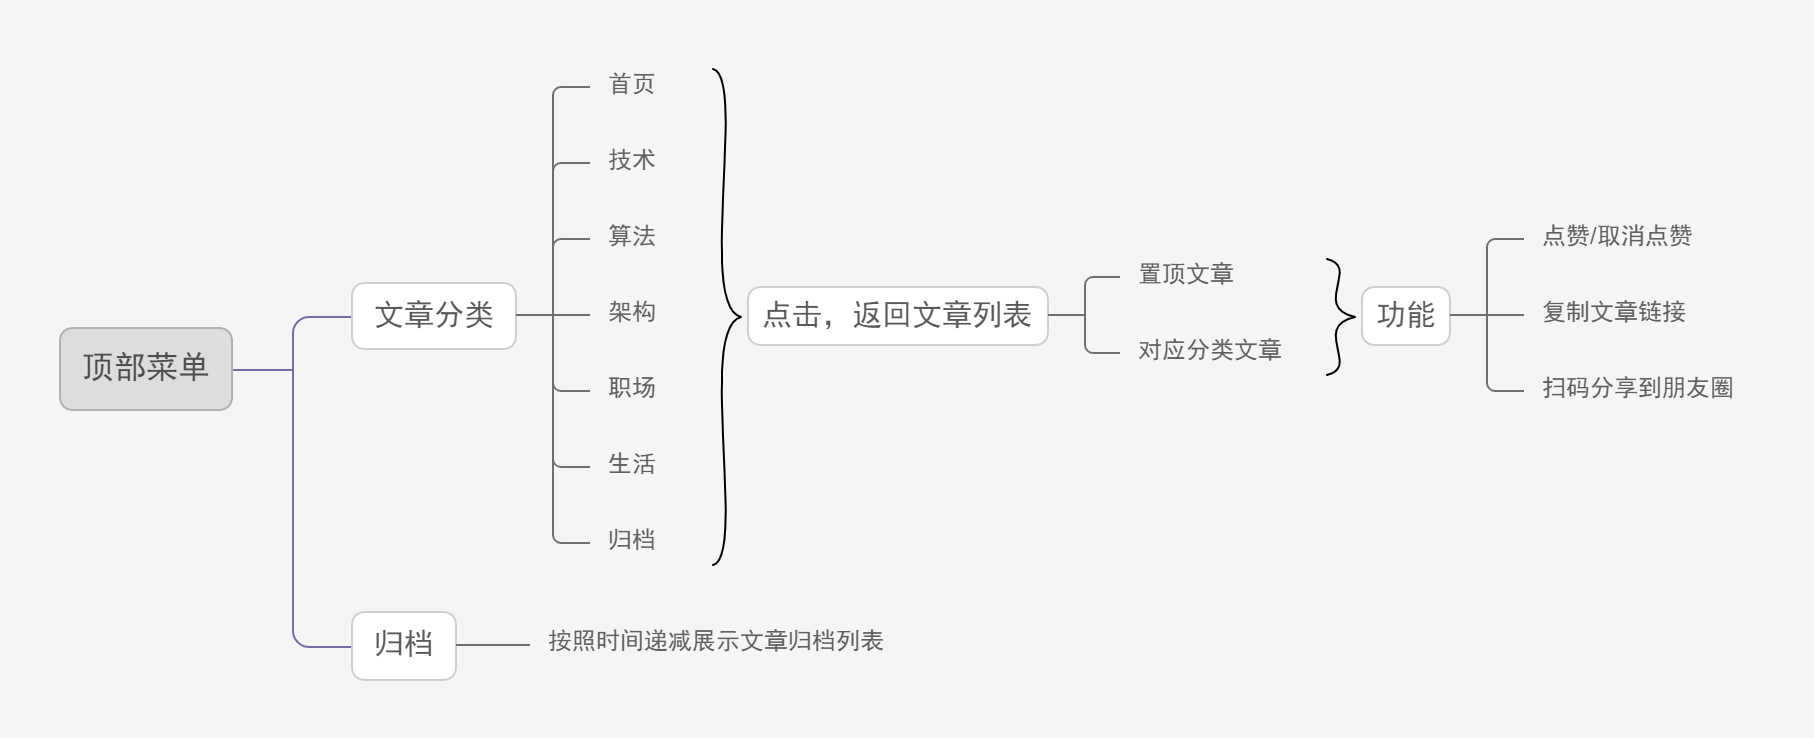 顶部菜单
文章分类
首页
技术
算法
架构
职场
生活
归档
点击，返回文章列表
置顶文章
对应分类文章
功能
点赞/取消点赞
复制文章链接
扫码分享到朋友圈
归档
按照时间递减展示文章归档列表